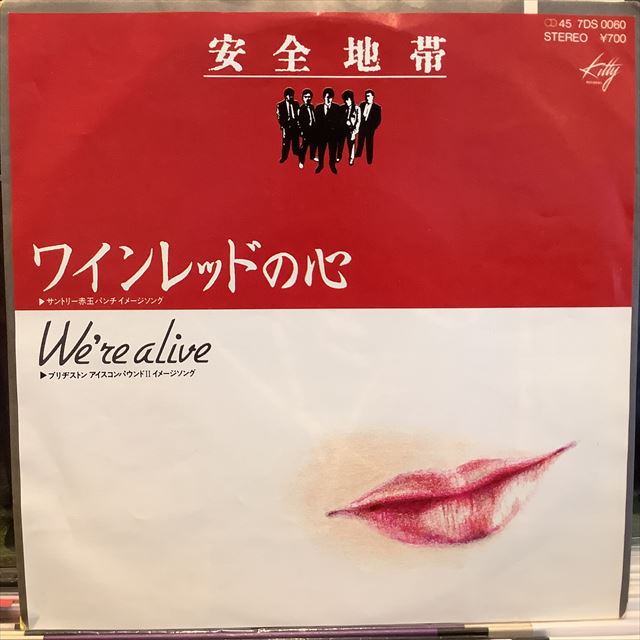 45 7DS 0060
STEREO ¥700
Kitty
RECORDS
安全地帯
ワインレッドの心
▶サントリー赤玉パンチイメージソング
We're alive
▶ブリヂストン アイスコンパウンドIIイメージソング